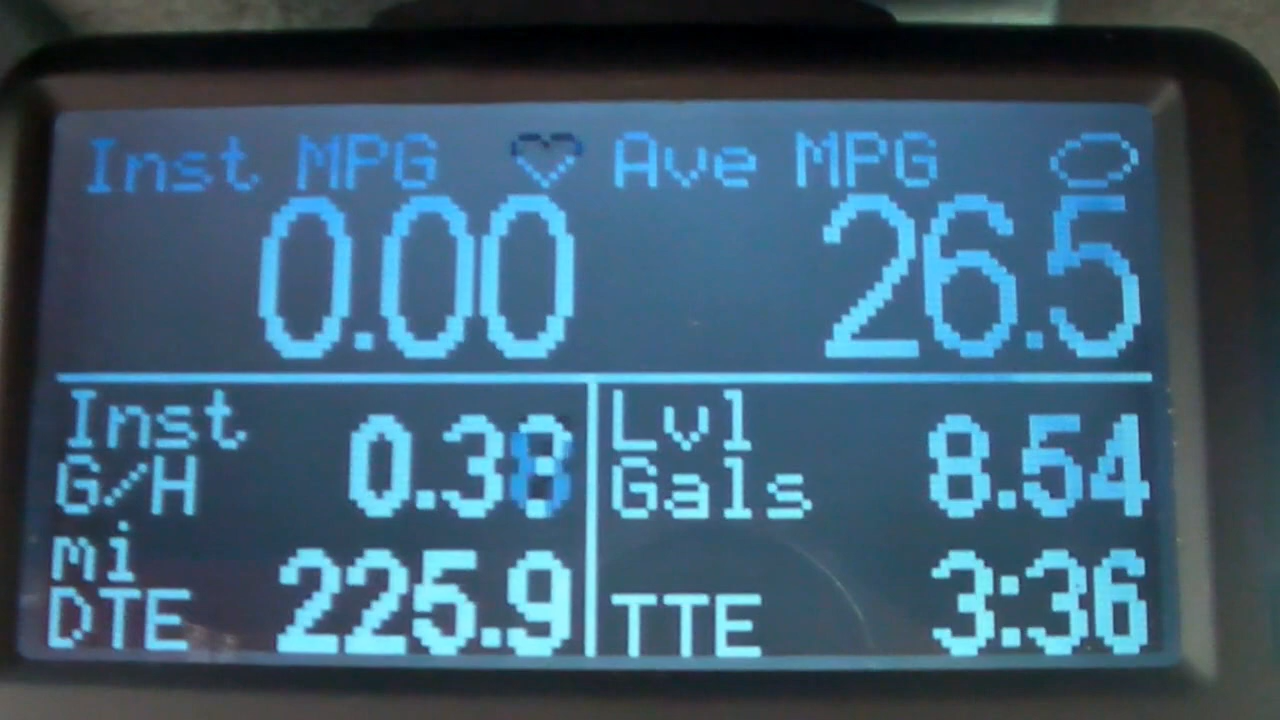 Inst MPG Ave MPG
0.00 26.5
Inst G/H 0.38 Lvl Gals 8.54
mi DTE 225.9 TTE 3:36